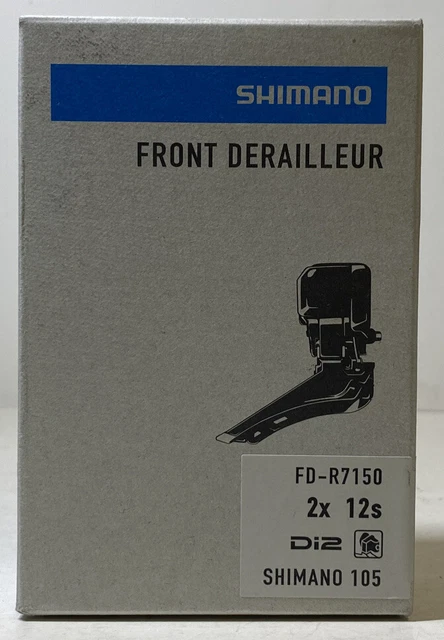 SHIMANO
FRONT DERAILLEUR
FD-R7150
2x 12s
Di2
SHIMANO 105